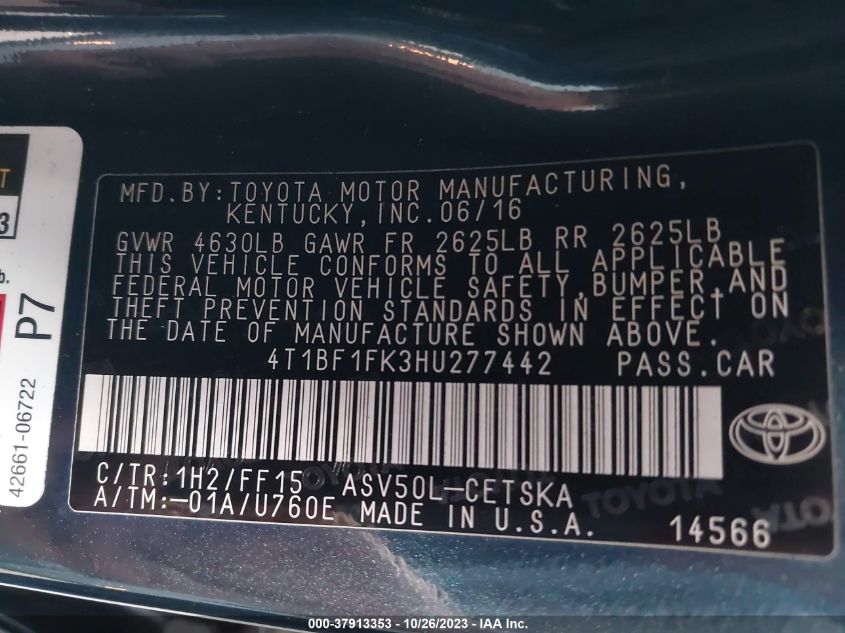 MFD. BY: TOYOTA MOTOR MANUFACTURING,
KENTUCKY, INC. 06/16
GVWR 4630LB GAWR FR 2625LB RR 2625LB
THIS VEHICLE CONFORMS TO ALL APPLICABLE
FEDERAL MOTOR VEHICLE SAFETY, BUMPER, AND
THEFT PREVENTION STANDARDS IN EFFECT ON
THE DATE OF MANUFACTURE SHOWN ABOVE.
4T1BF1FK3HU277442 PASS.CAR
C/TR: 1H2/FF15 ASV50L-CETSKA
A/TM: -01A/U760E MADE IN U.S.A. 14566
3
b.
P7
42661-06722
000-37913353 - 10/26/2023 - IAA Inc.